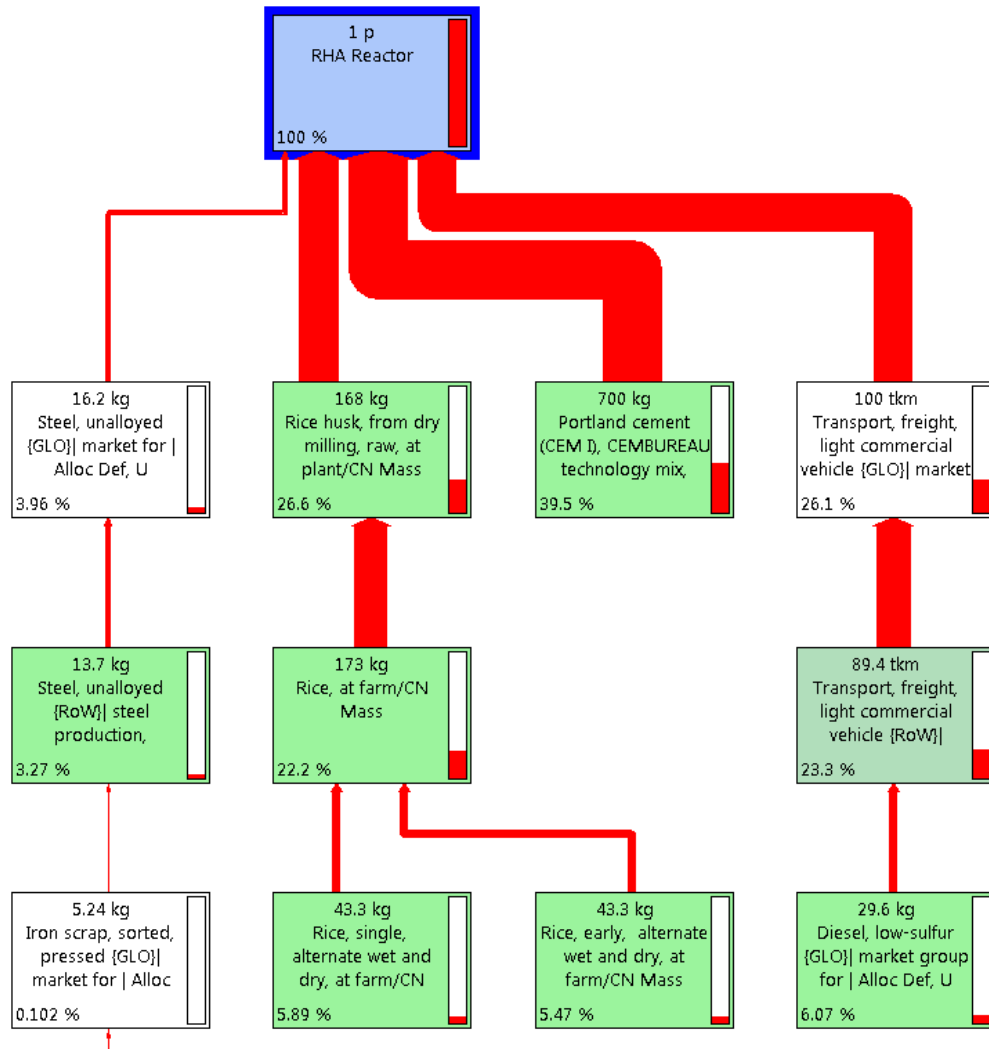 1 p
RHA Reactor
100 %
16.2 kg
Steel, unalloyed
{GLO}| market for |
Alloc Def, U
3.96 %
168 kg
Rice husk, from dry
milling, raw, at
plant/CN Mass
26.6 %
700 kg
Portland cement
(CEM I), CEMBUREAU
technology mix,
39.5 %
100 tkm
Transport, freight,
light commercial
vehicle {GLO}| market
26.1 %
13.7 kg
Steel, unalloyed
{RoW}| steel
production,
3.27 %
173 kg
Rice, at farm/CN
Mass
22.2 %
89.4 tkm
Transport, freight,
light commercial
vehicle {RoW}|
23.3 %
5.24 kg
Iron scrap, sorted,
pressed {GLO}|
market for | Alloc
0.102 %
43.3 kg
Rice, single,
alternate wet and
dry, at farm/CN
5.89 %
43.3 kg
Rice, early, alternate
wet and dry, at
farm/CN Mass
5.47 %
29.6 kg
Diesel, low-sulfur
{GLO}| market group
for | Alloc Def, U
6.07 %